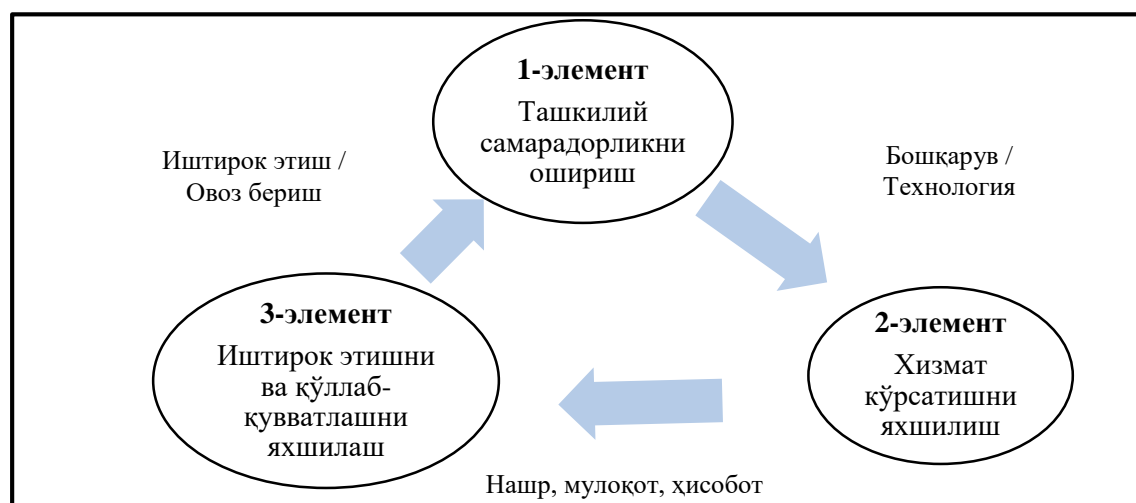 1-элемент
Ташкилий
самарадорликни
ошириш
Иштирок этиш /
Овоз бериш
Бошқарув /
Технология
3-элемент
Иштирок этишни
ва қўллаб-
қувватлашни
яхшилаш
2-элемент
Хизмат
кўрсатишни
яхшилиш
Нашр, мулоқот, ҳисобот